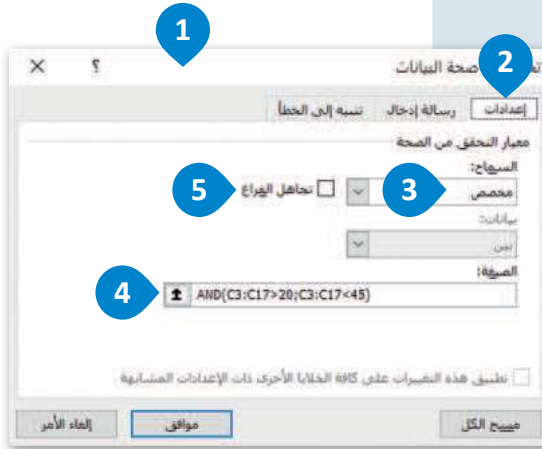 1
صحة البيانات
2
؟
إعدادات
رسالة إدخال
تنبيه إلى الخطأ
معيار التحقق من الصحة
السماح:
مخصص
3
تجاهل الفراغ
5
بيانات:
بين
الصيغة:
AND(C3:C17>20;C3:C17<45)
4
تطبيق هذه التغييرات على كافة الخلايا الأخرى ذات الإعدادات المشابهة
مسح الكل
موافق
إلغاء الأمر